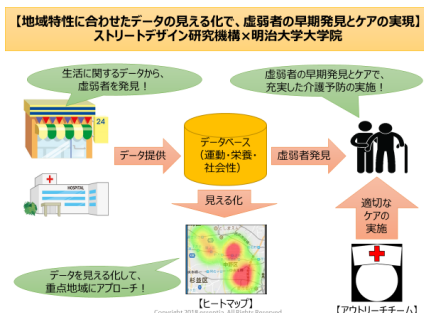 【地域特性に合わせたデータの見える化で、虚弱者の早期発見とケアの実現】
ストリートデザイン研究機構×明治大学大学院
生活に関するデータから、
虚弱者を発見！
虚弱者の早期発見とケアで、
充実した介護予防の実施！
24
データ提供
データベース
（運動・栄養・
社会性）
虚弱者発見
HOSPITAL
見える化
適切な
ケアの
実施
データを見える化して、
重点地域にアプローチ！
杉並区
【ヒートマップ】
【アウトリーチチーム】
All Rights Reserved